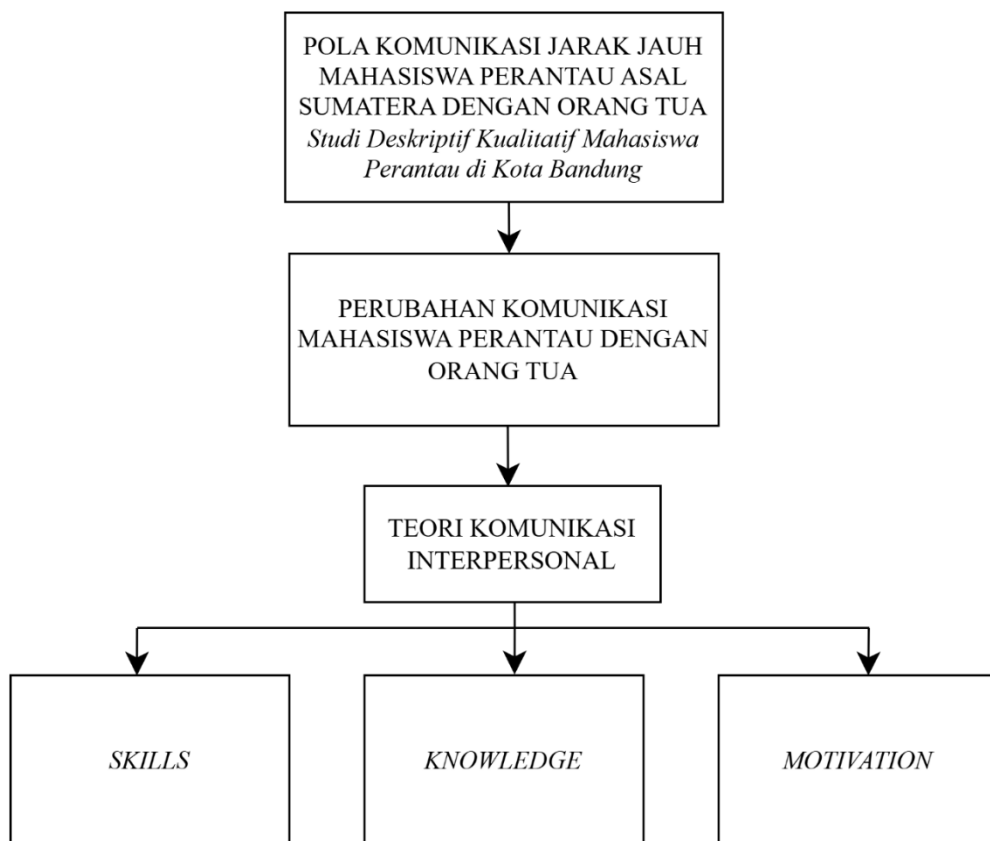 POLA KOMUNIKASI JARAK JAUH
MAHASISWA PERANTAU ASAL
SUMATERA DENGAN ORANG TUA
Studi Deskriptif Kualitatif Mahasiswa
Perantau di Kota Bandung
PERUBAHAN KOMUNIKASI
MAHASISWA PERANTAU DENGAN
ORANG TUA
TEORI KOMUNIKASI
INTERPERSONAL
SKILLS
KNOWLEDGE
MOTIVATION